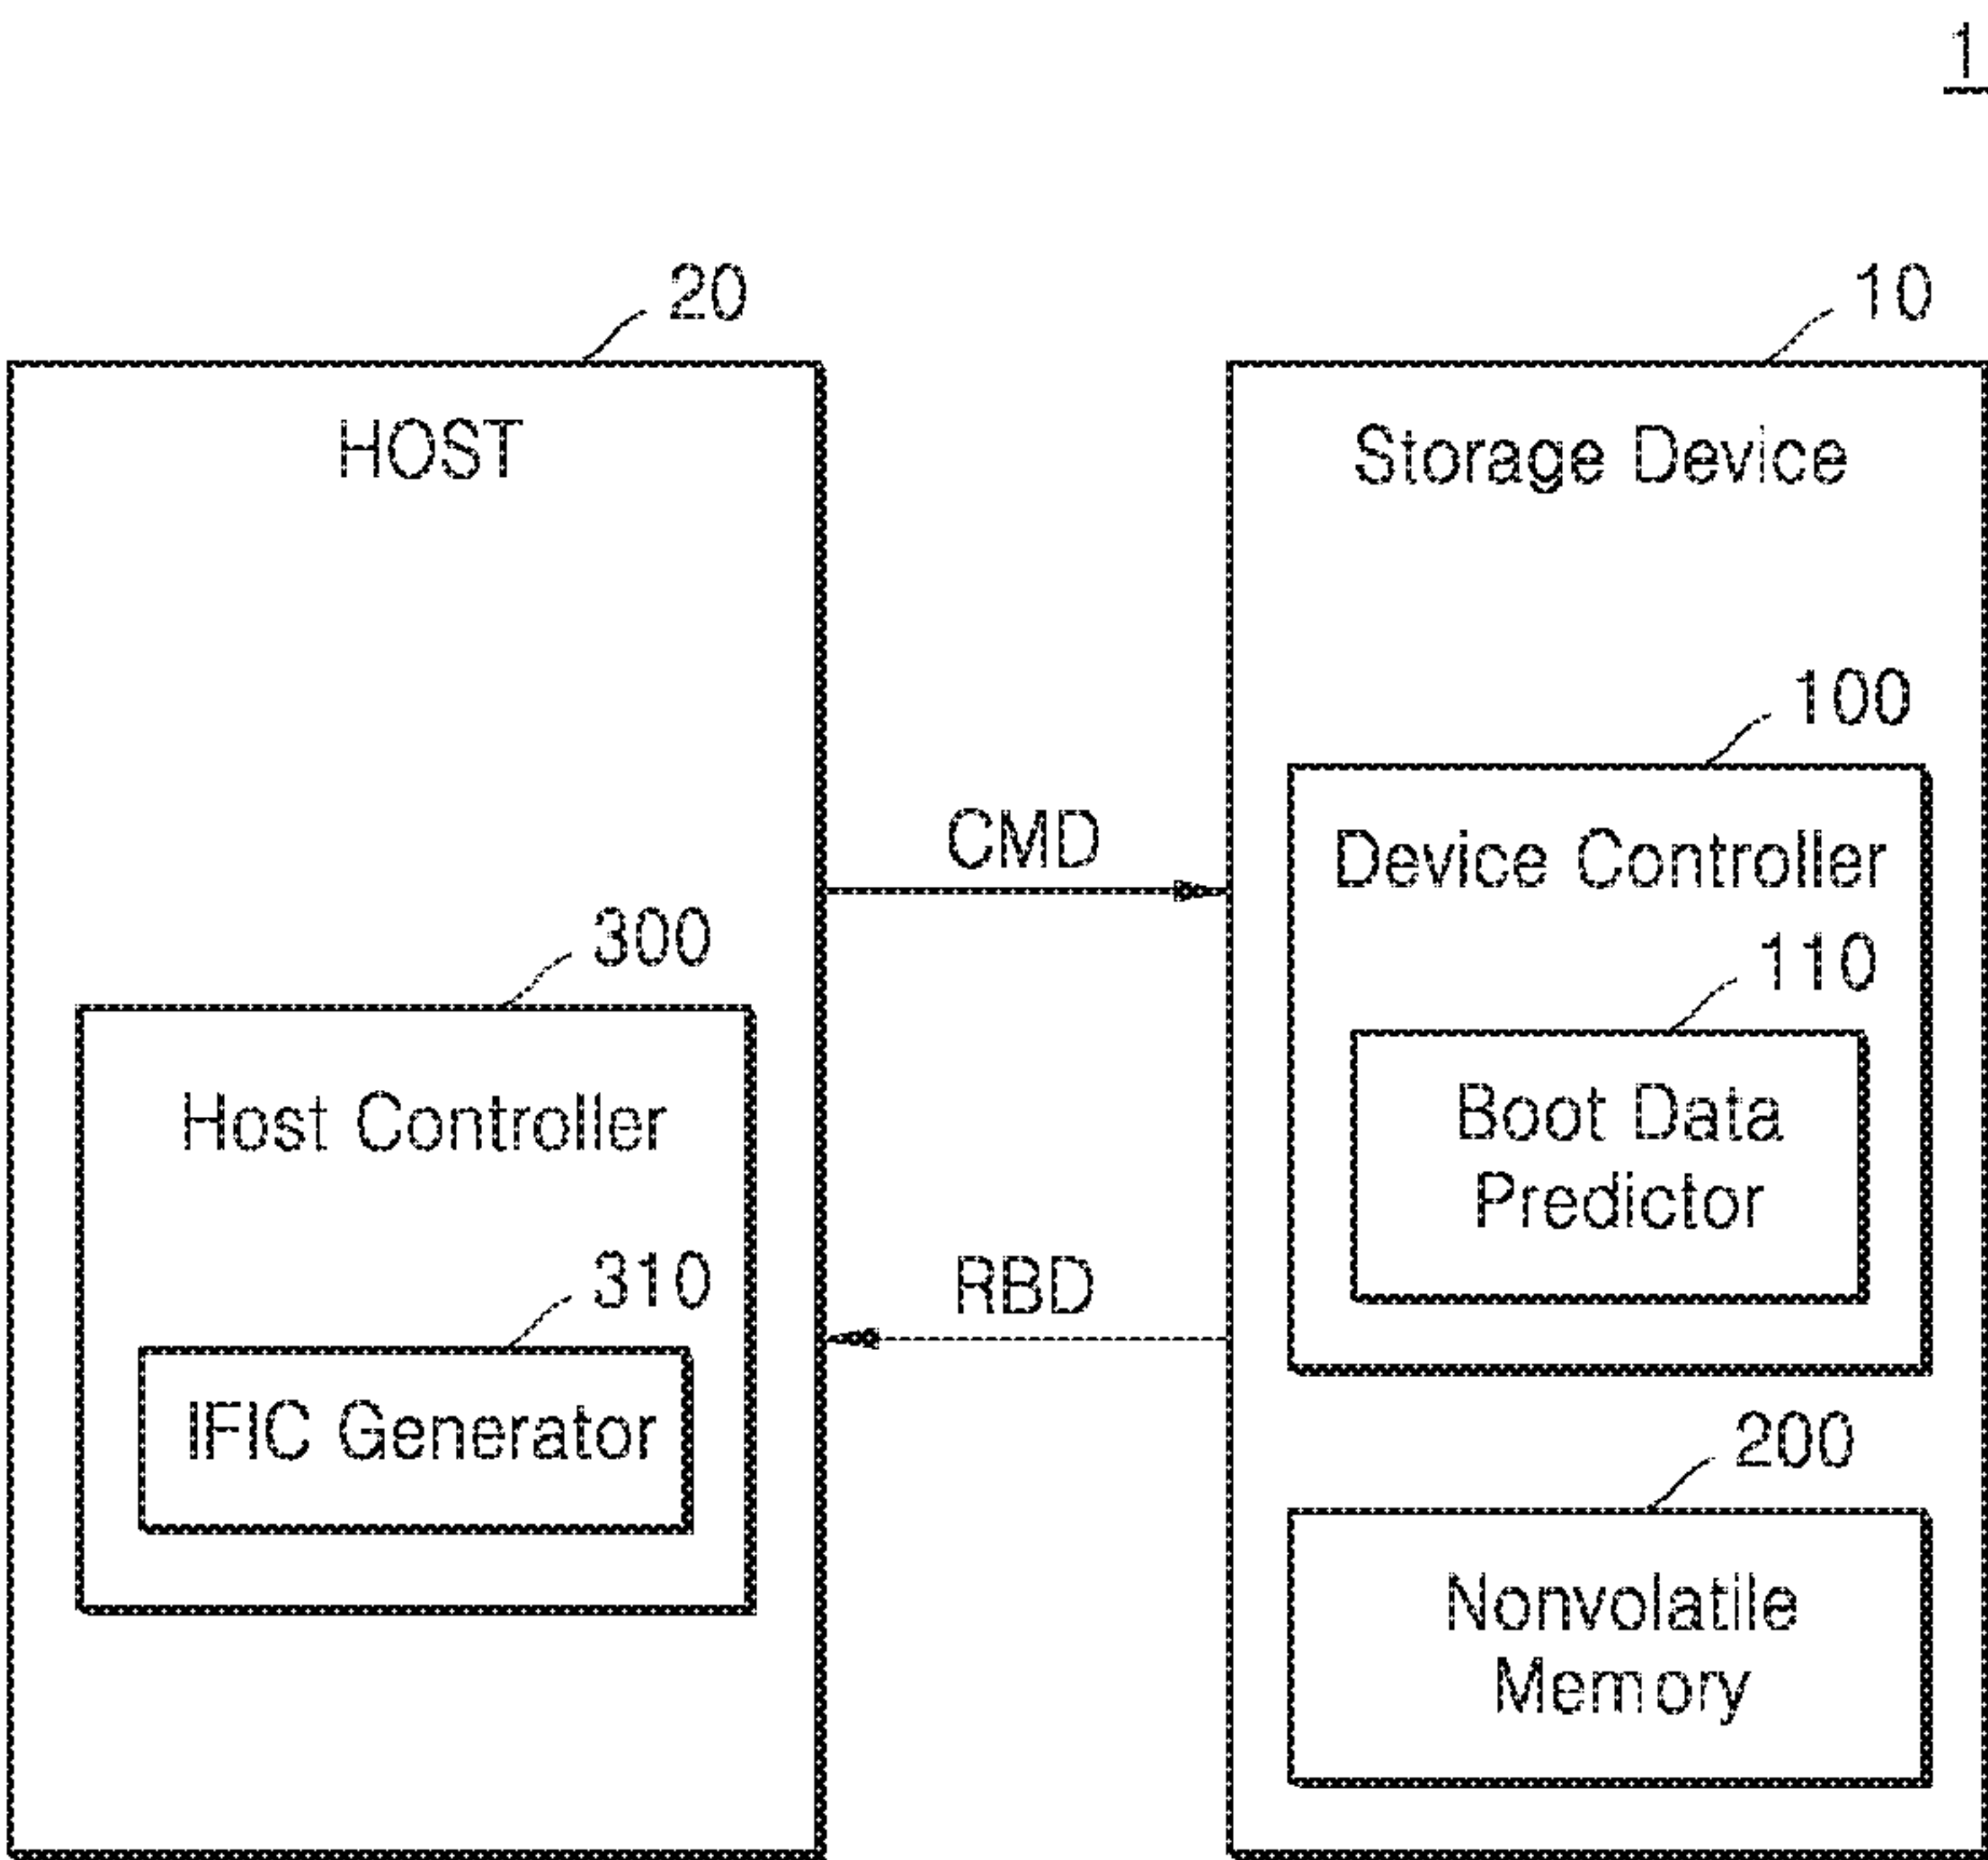 1
20
10
HOST
Storage Device
100
CMD
Device Controller
300
110
Host Controller
Boot Data
Predictor
310
RBD
IFIC Generator
200
Nonvolatile
Memory